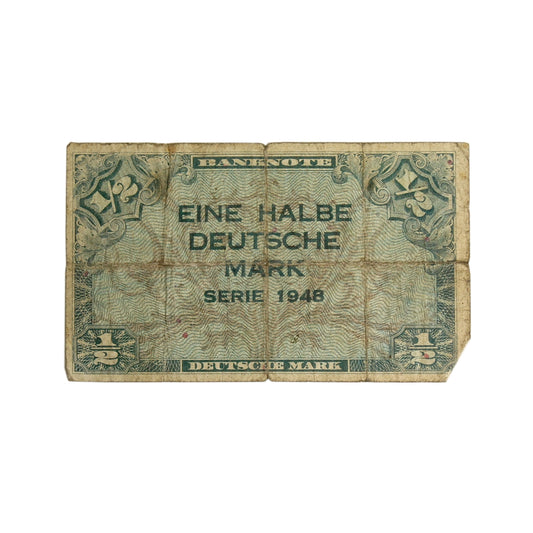 BANKNOTE
1/2 1/2
EINE HALBE
DEUTSCHE
MARK
SERIE 1948
1/2 1/2
DEUTSCHE MARK